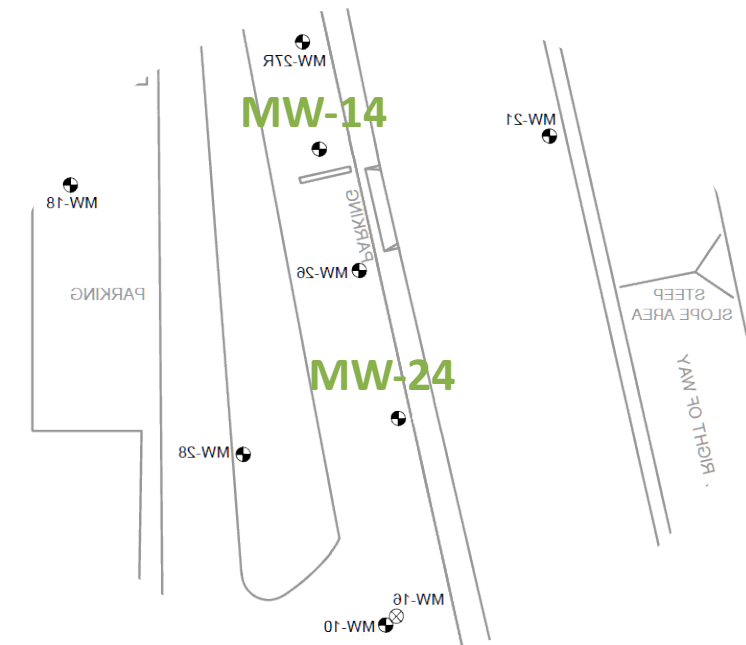 MW-27R
MW-14
MW-21
MW-18
PARKING
MW-26
PARKING
STEEP
SLOPE AREA
MW-24
RIGHT OF WAY
MW-28
MW-16
MW-10